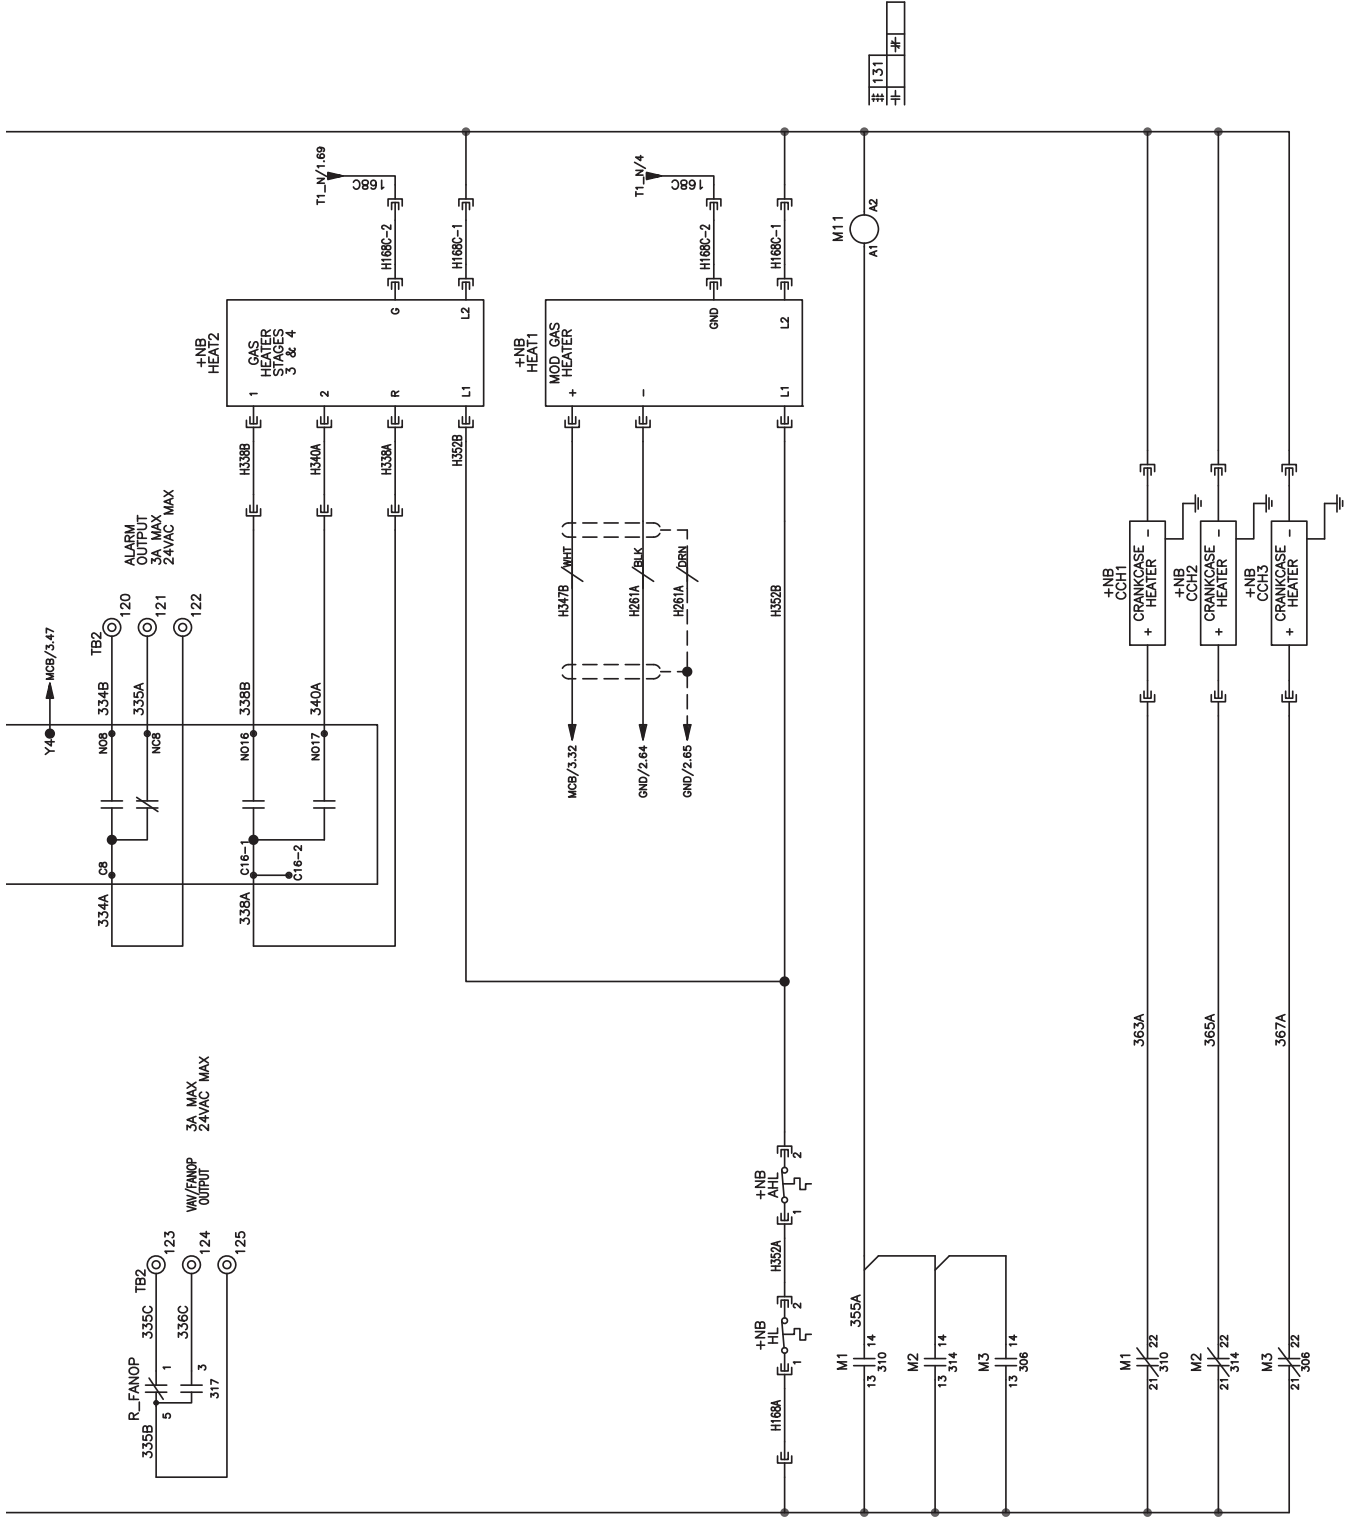 131
T1_N/1.69
168C
H168C-2
H168C-1
+NB
HEAT2
GAS
HEATER
STAGES
3 & 4
1
2
R
L1
G
L2
H338B
H340A
H338A
H352B
T1_N/4
168C
H168C-2
H168C-1
+NB
HEAT1
MOD GAS
HEATER
+
-
L1
GND
L2
WHT
BLK
DRN
H347B
H261A
H261A
H352B
MCB/3.32
GND/2.64
GND/2.65
M11
A1
A2
ALARM
OUTPUT
3A MAX
24VAC MAX
TB2
120
121
122
MCB/3.47
Y4
334B
335A
338B
340A
NO8
NC8
NO16
NO17
C8
C16-1
C16-2
334A
338A
+NB
CCH1
CRANKCASE
HEATER
+ -
+NB
CCH2
CRANKCASE
HEATER
+ -
+NB
CCH3
CRANKCASE
HEATER
+ -
363A
365A
367A
VAV/FANOP
OUTPUT
3A MAX
24VAC MAX
TB2
123
124
125
335C
336C
R_FANOP
1
3
5
317
335B
+NB
AHL
1
2
H352A
+NB
HL
1
2
H168A
355A
M1
13 14
310
M2
13 14
314
M3
13 14
306
M1
21 22
310
M2
21 22
314
M3
21 22
306